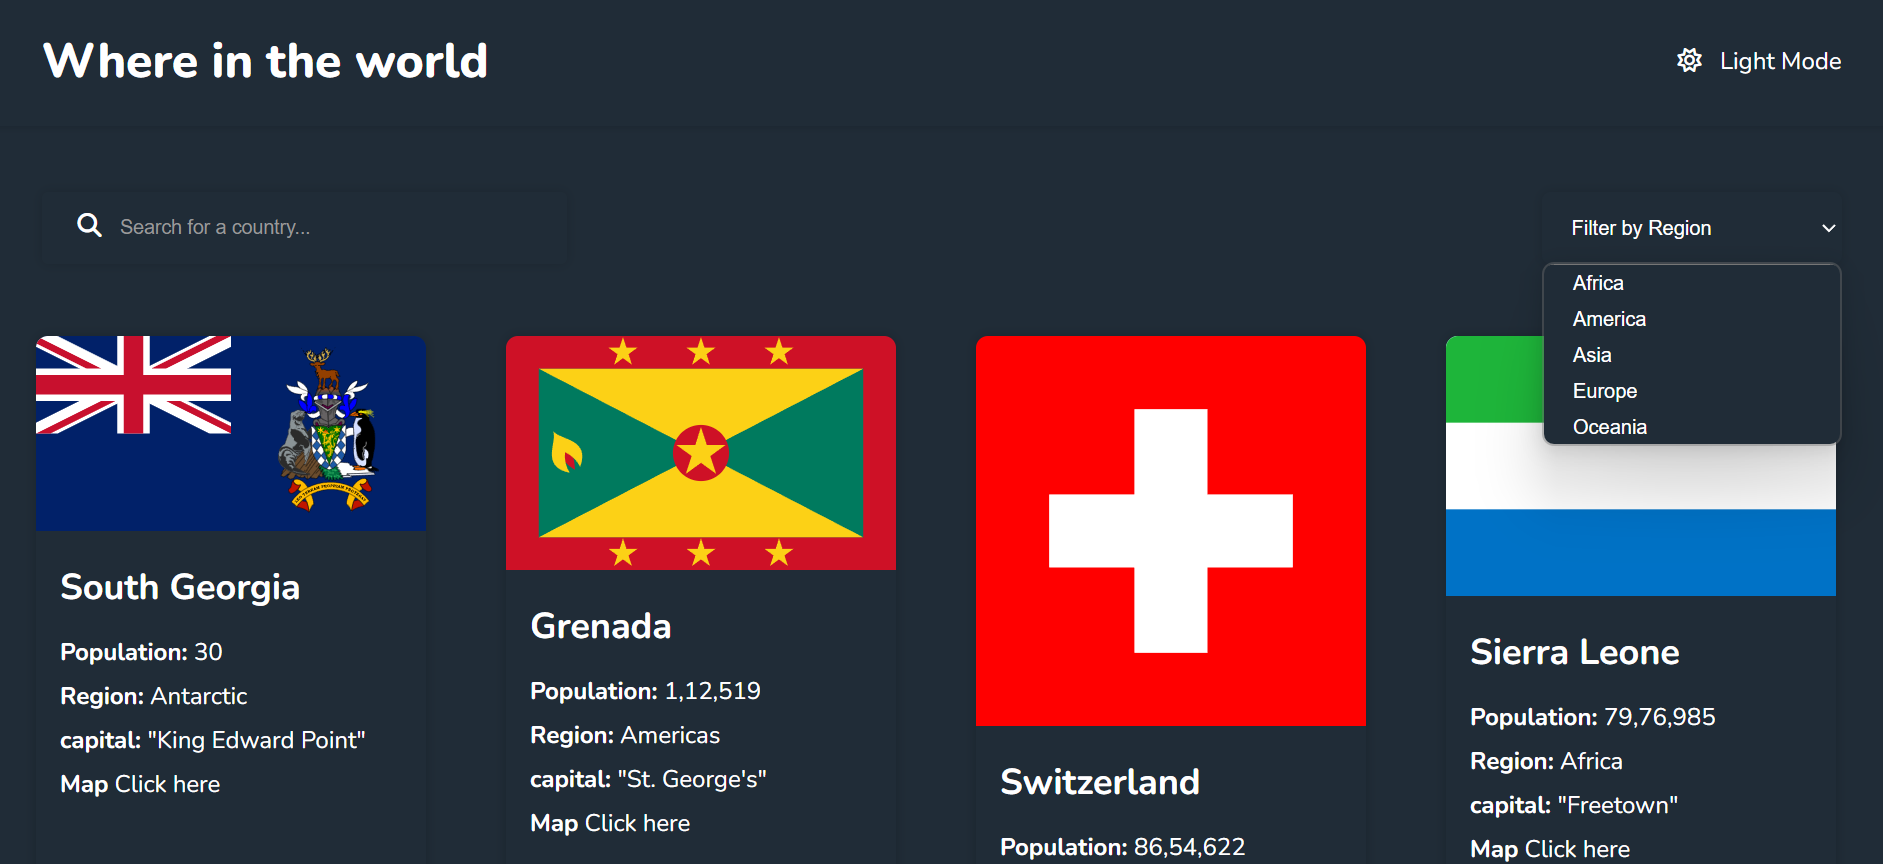 Where in the world
Light Mode
Search for a country...
Filter by Region
Africa
America
Asia
Europe
Oceania
South Georgia
Population: 30
Region: Antarctic
capital: "King Edward Point"
Map Click here
Grenada
Population: 1,12,519
Region: Americas
capital: "St. George's"
Map Click here
Switzerland
Population: 86,54,622
Sierra Leone
Population: 79,76,985
Region: Africa
capital: "Freetown"
Map Click here